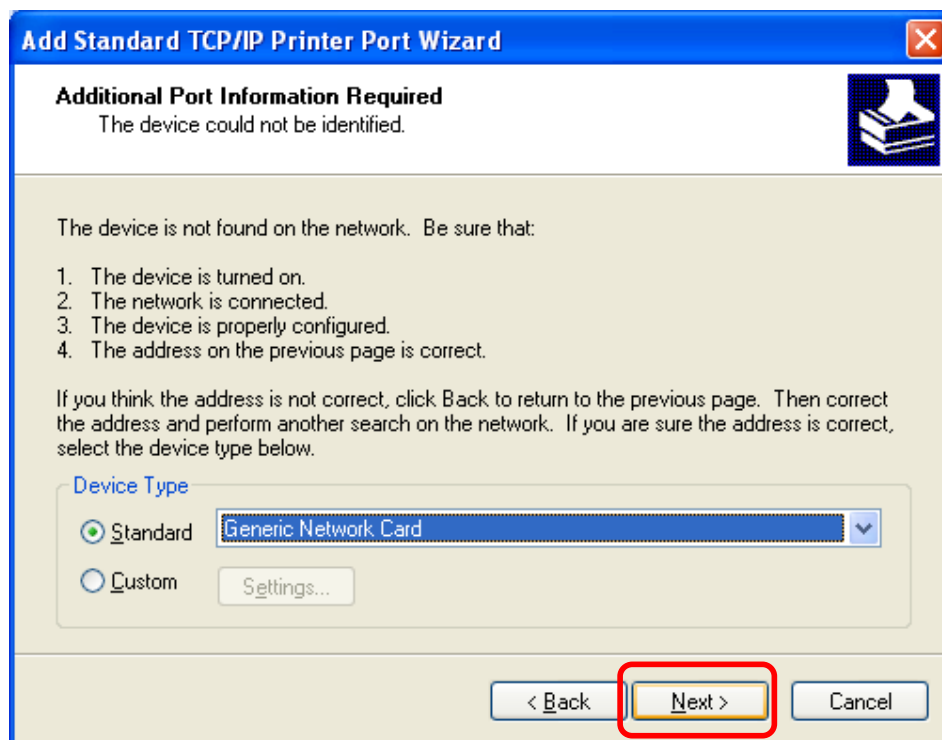 Add Standard TCP/IP Printer Port Wizard
Additional Port Information Required
The device could not be identified.
The device is not found on the network.  Be sure that:
1.  The device is turned on.
2.  The network is connected.
3.  The device is properly configured.
4.  The address on the previous page is correct.
If you think the address is not correct, click Back to return to the previous page.  Then correct
the address and perform another search on the network.  If you are sure the address is correct,
select the device type below.
Device Type
Standard Generic Network Card
Custom Settings...
< Back Next > Cancel